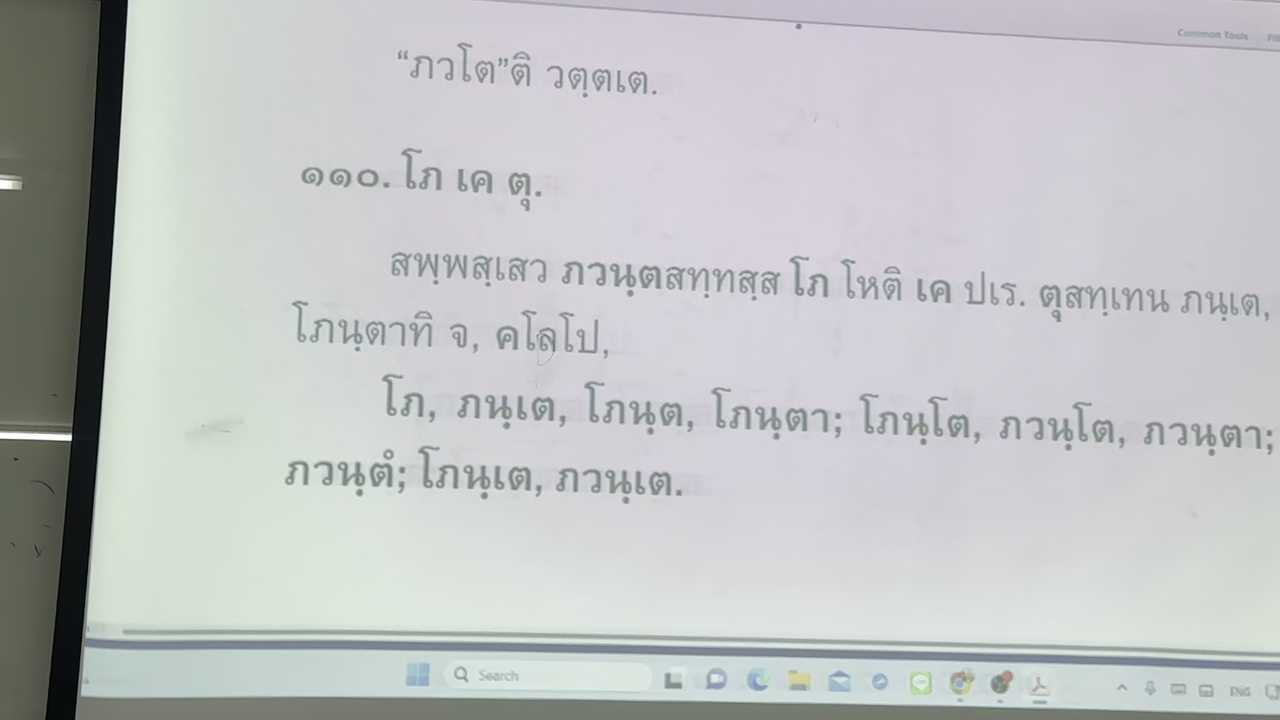 Common Tools
“ภวโต”ติ วตฺตเต.
๑๑๐. โภ เค ตุ.
สพฺพสฺเสว ภวนฺตสทฺทสฺส โภ โหติ เค ปเร. ตุสทฺเทน ภนฺเต,
โภนฺตาทิ จ, คโลโป,
โภ, ภนฺเต, โภนฺต, โภนฺตา; โภนฺโต, ภวนฺโต, ภวนฺตา;
ภวนฺตํ; โภนฺเต, ภวนฺเต.
Search
ENG